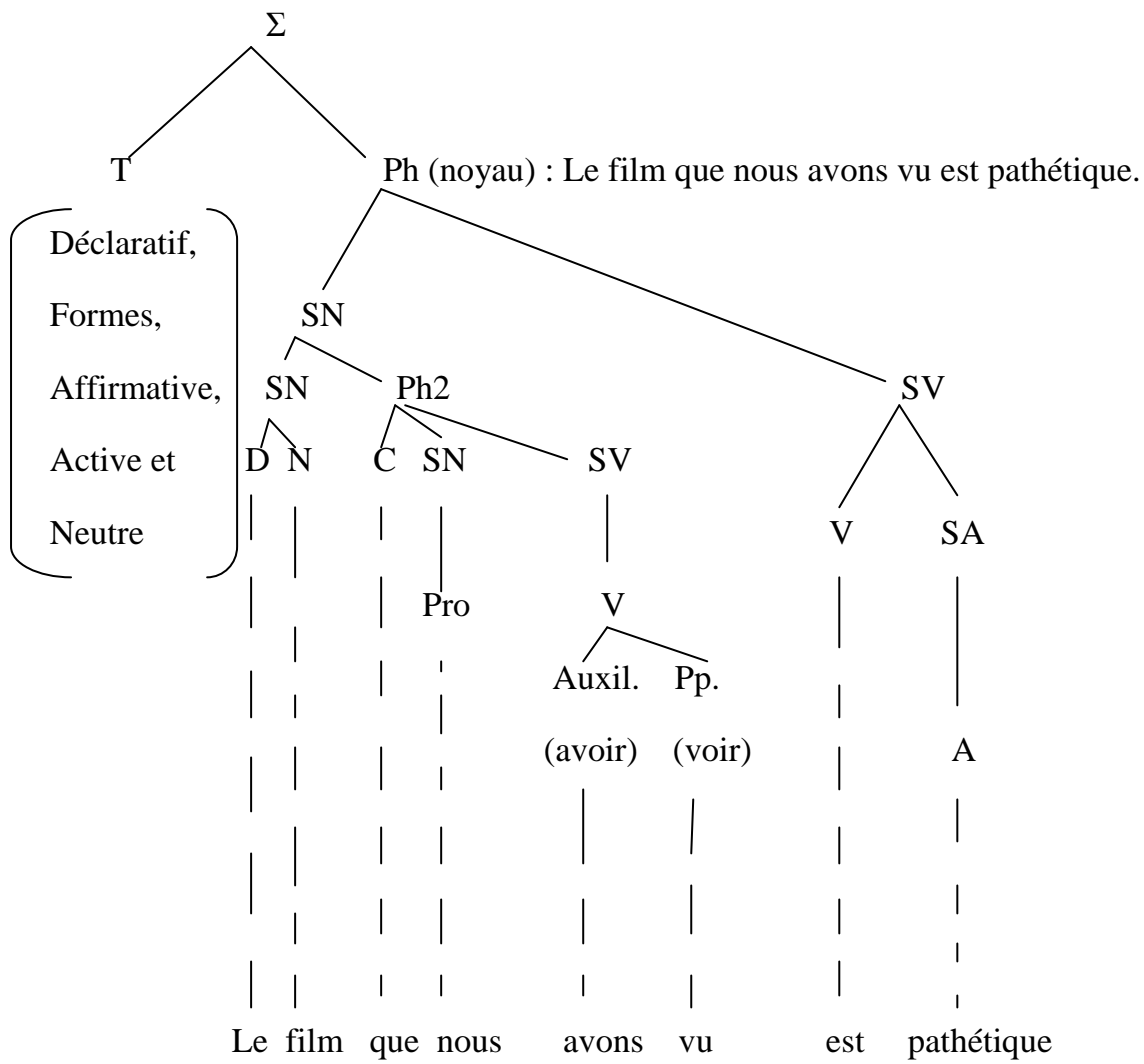 Σ
T Ph (noyau) : Le film que nous avons vu est pathétique.
Déclaratif,
Formes, SN
Affirmative, SN Ph2 SV
Active et D N C SN SV
Neutre V SA
Pro V
Auxil. Pp.
(avoir) (voir) A
Le film que nous avons vu est pathétique